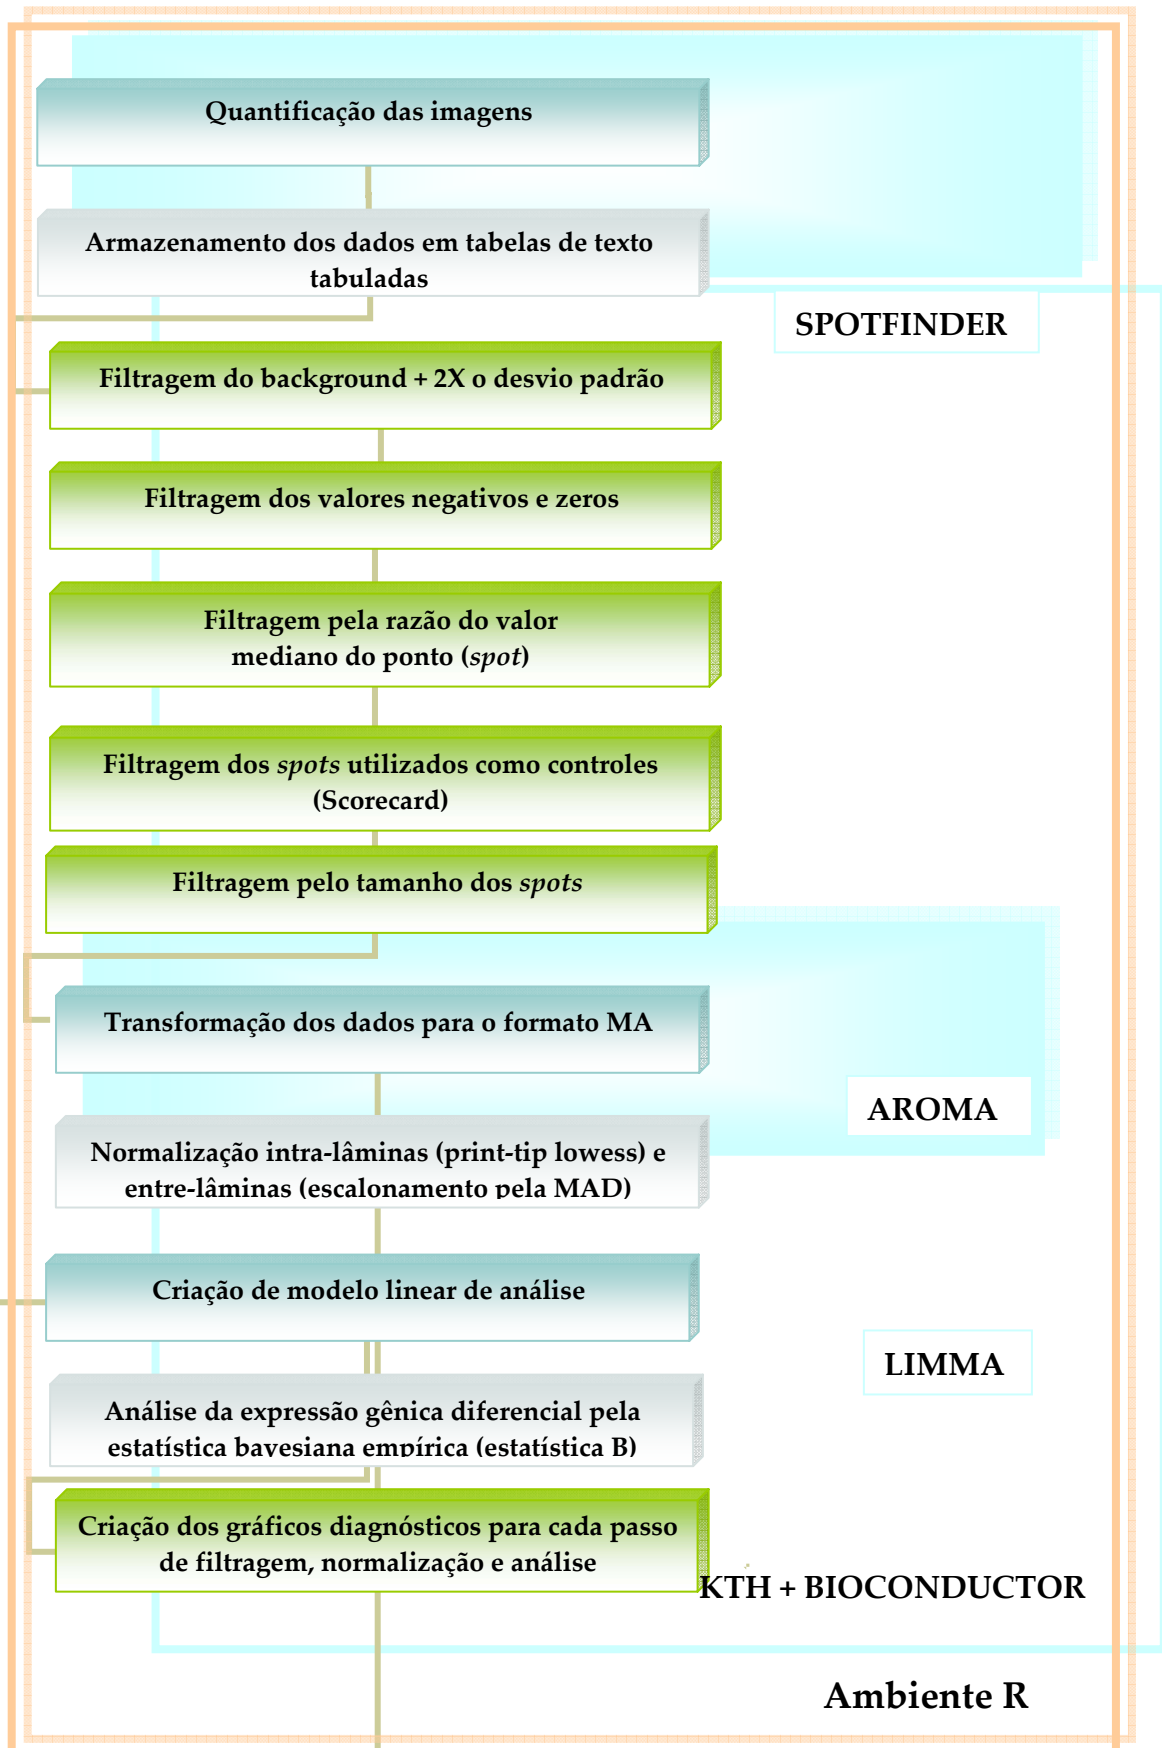 Quantificação das imagens
Armazenamento dos dados em tabelas de texto
tabuladas
SPOTFINDER
Filtragem do background + 2X o desvio padrão
Filtragem dos valores negativos e zeros
Filtragem pela razão do valor
mediano do ponto (spot)
Filtragem dos spots utilizados como controles
(Scorecard)
Filtragem pelo tamanho dos spots
Transformação dos dados para o formato MA
AROMA
Normalização intra-lâminas (print-tip lowess) e
entre-lâminas (escalonamento pela MAD)
Criação de modelo linear de análise
LIMMA
Análise da expressão gênica diferencial pela
estatística bayesiana empírica (estatística B)
Criação dos gráficos diagnósticos para cada passo
de filtragem, normalização e análise
KTH + BIOCONDUCTOR
Ambiente R